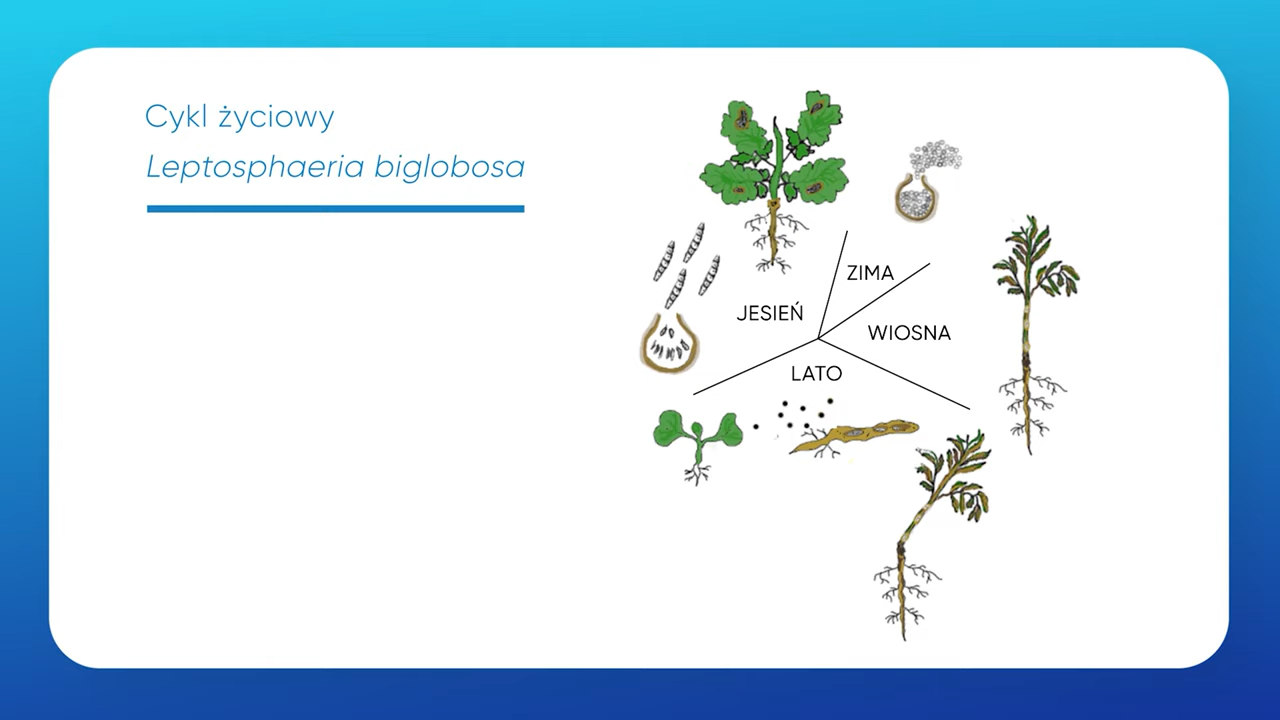 Cykl życiowy
Leptosphaeria biglobosa
ZIMA
JESIEŃ
WIOSNA
LATO